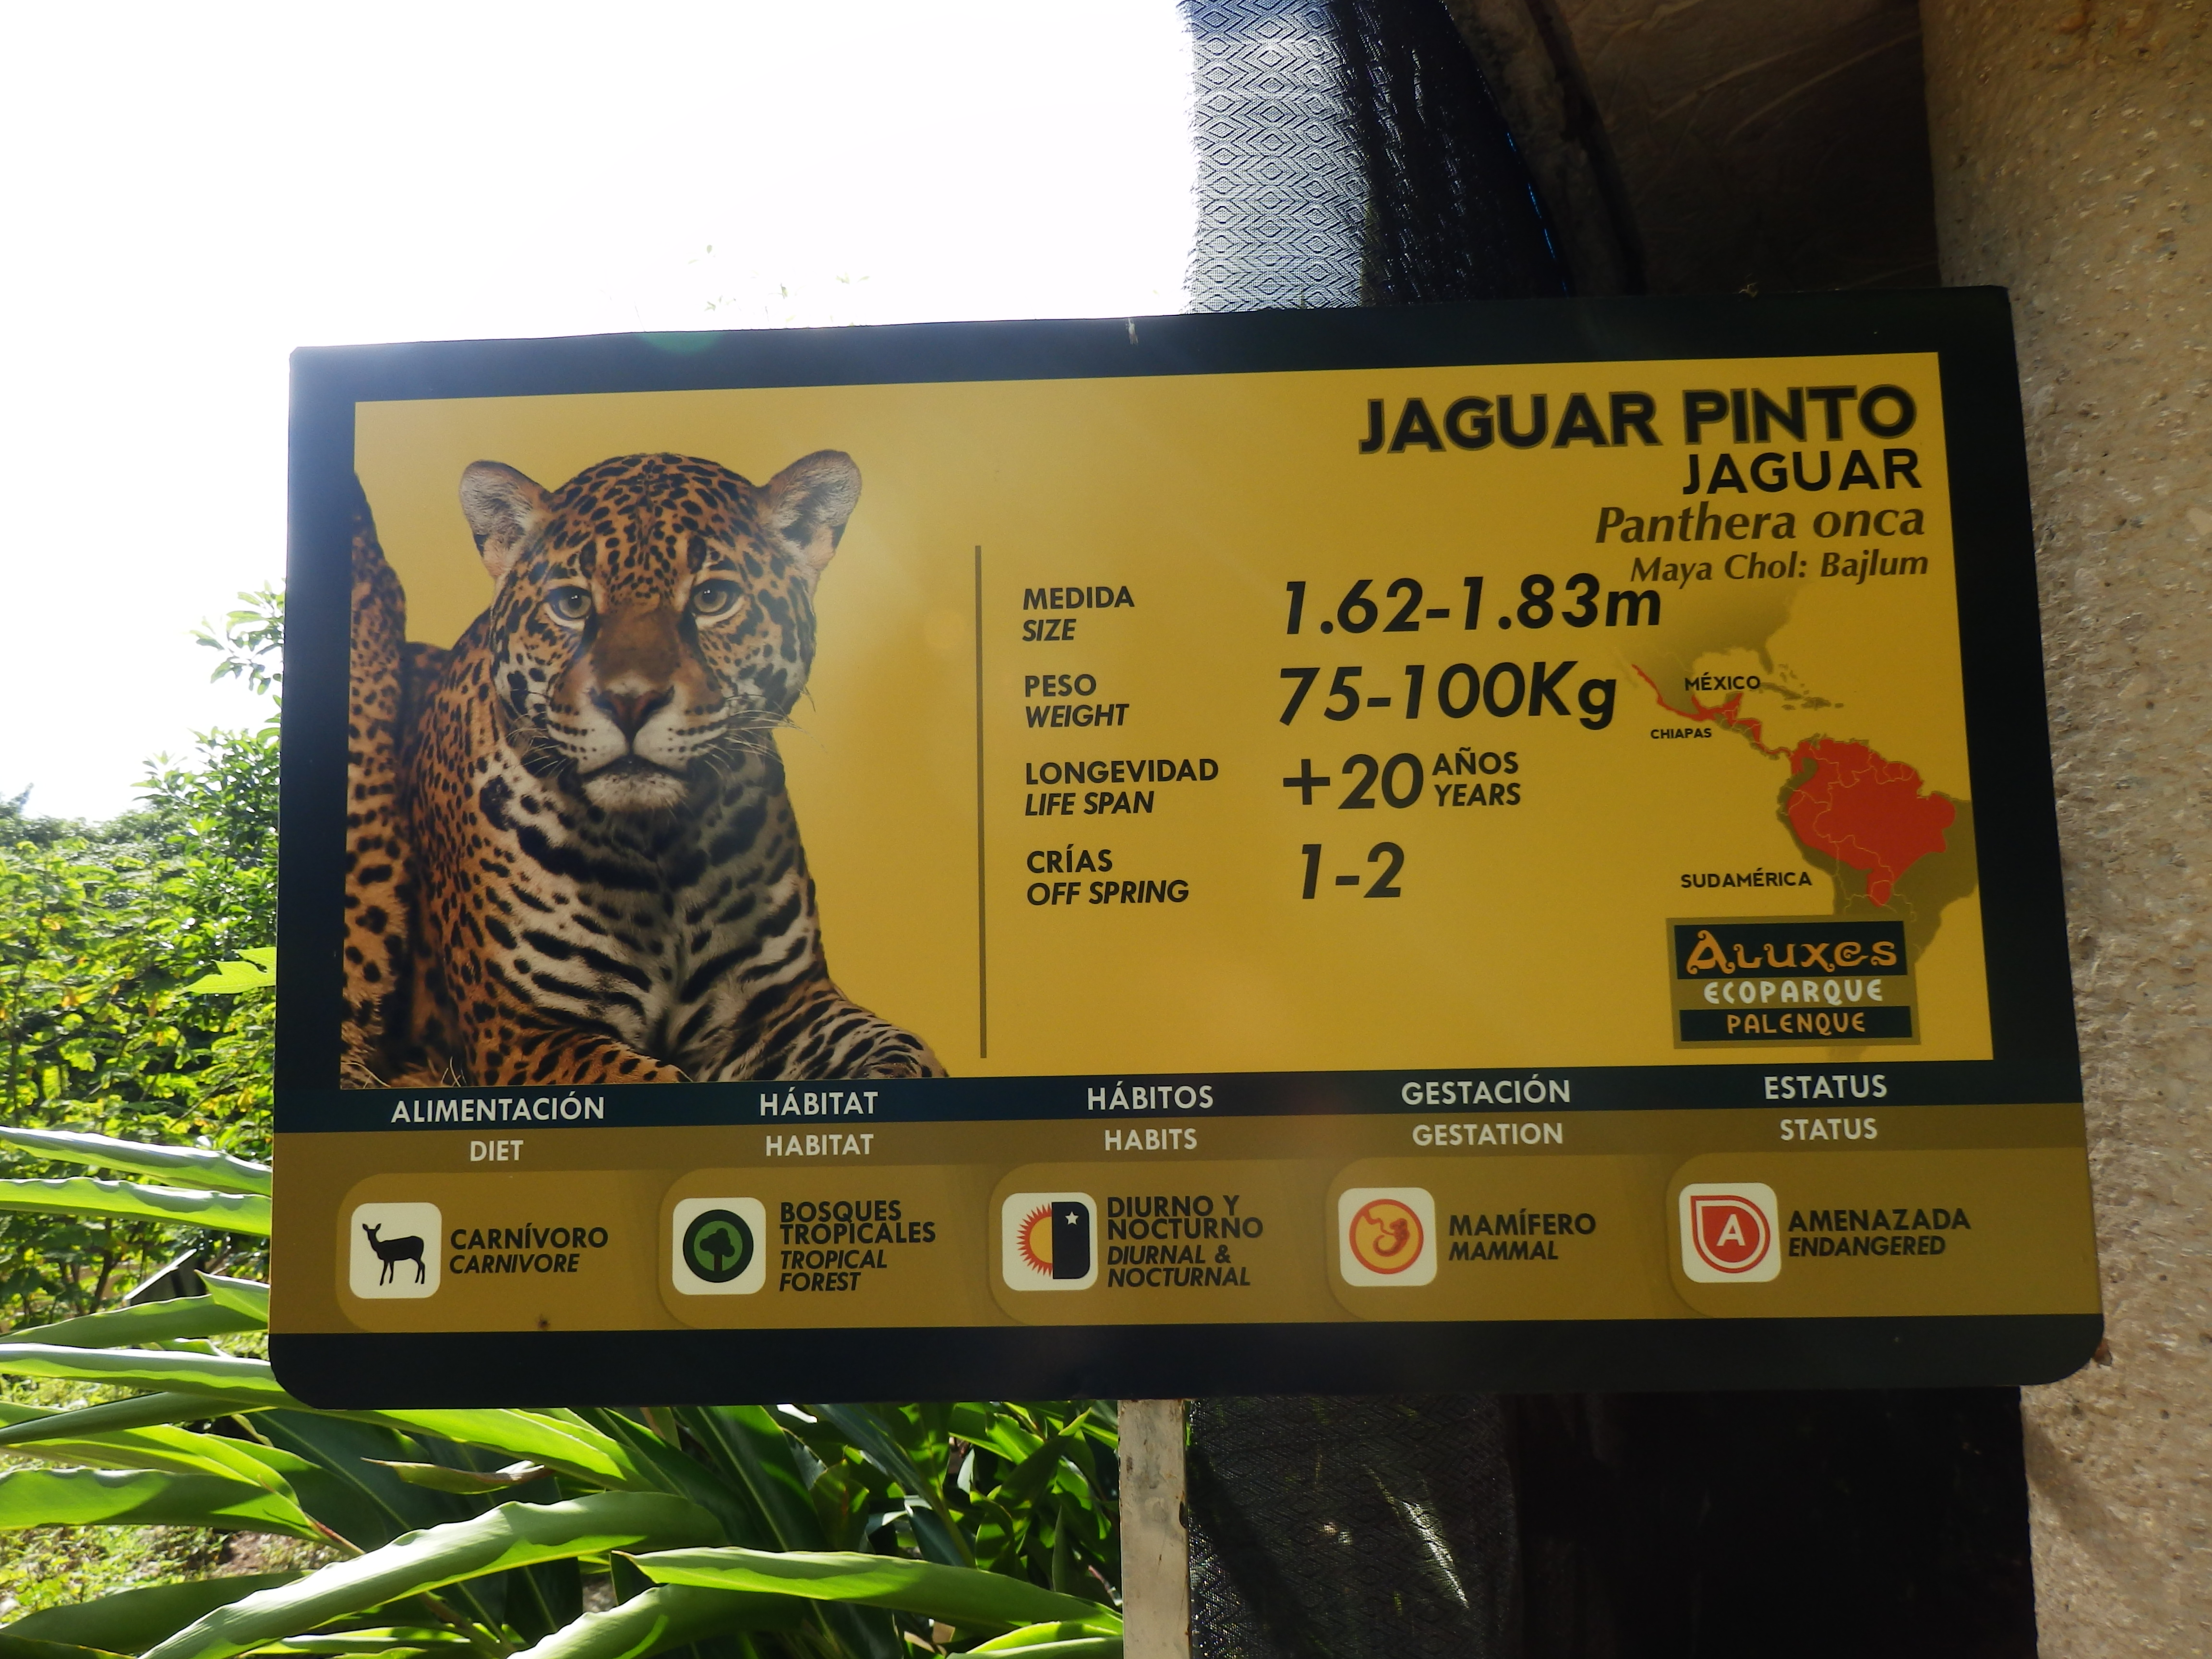 JAGUAR PINTO
JAGUAR
Panthera onca
Maya Chol: Bajlum
MEDIDA
SIZE
1.62-1.83m
PESO
WEIGHT
75-100Kg
LONGEVIDAD
LIFE SPAN
+20 AÑOS
YEARS
CRÍAS
OFF SPRING
1-2
MÉXICO
CHIAPAS
SUDAMÉRICA
ALUXES
ECOPARQUE
PALENQUE
ALIMENTACIÓN
DIET
CARNÍVORO
CARNIVORE
HÁBITAT
HABITAT
BOSQUES
TROPICALES
TROPICAL
FOREST
HÁBITOS
HABITS
DIURNO Y
NOCTURNO
DIURNAL &
NOCTURNAL
GESTACIÓN
GESTATION
MAMÍFERO
MAMMAL
ESTATUS
STATUS
A
AMENAZADA
ENDANGERED